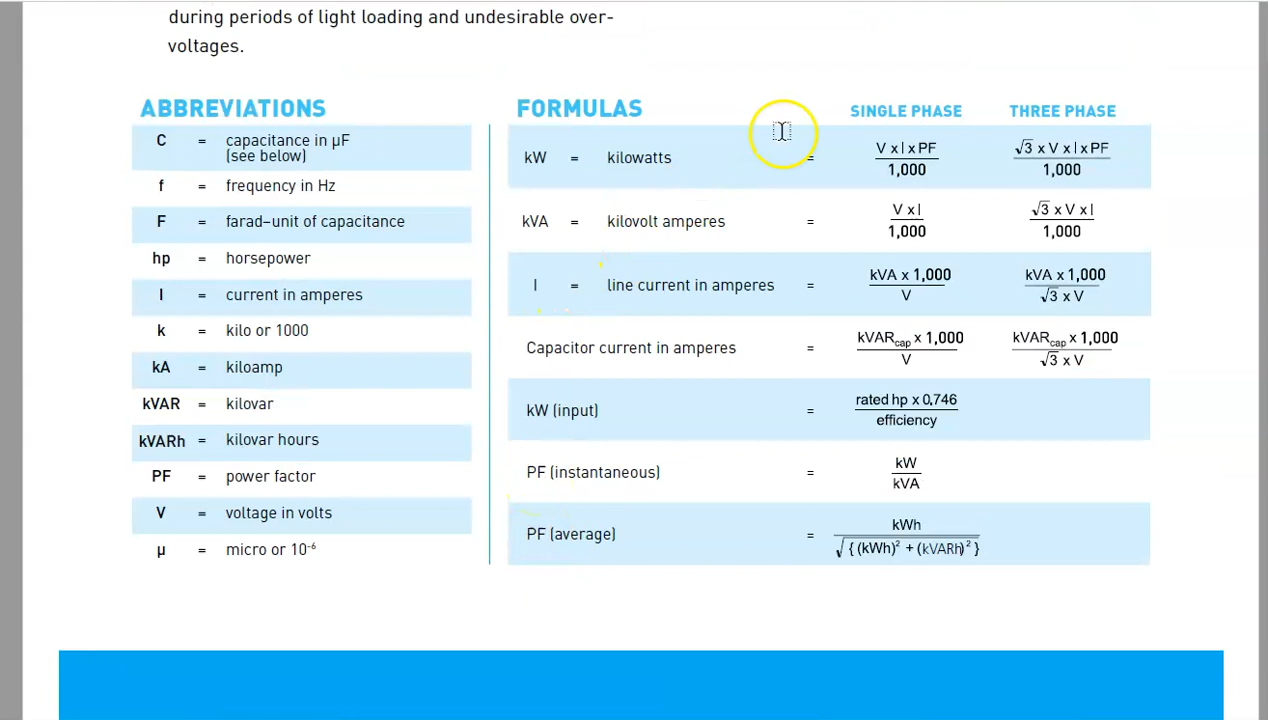 during periods of light loading and undesirable over-
voltages.
ABBREVIATIONS
C = capacitance in µF
(see below)
f = frequency in Hz
F = farad–unit of capacitance
hp = horsepower
I = current in amperes
k = kilo or 1000
kA = kiloamp
kVAR = kilovar
kVARh = kilovar hours
PF = power factor
V = voltage in volts
µ = micro or 10⁻⁶
FORMULAS SINGLE PHASE THREE PHASE
kW = kilowatts = V x I x PF / 1,000 √3 x V x I x PF / 1,000
kVA = kilovolt amperes = V x I / 1,000 √3 x V x I / 1,000
I = line current in amperes = kVA x 1,000 / V kVA x 1,000 / √3 x V
Capacitor current in amperes = kVARcap x 1,000 / V kVARcap x 1,000 / √3 x V
kW (input) = rated hp x 0,746 / efficiency
PF (instantaneous) = kW / kVA
PF (average) = kWh / √{ (kWh)² + (kVARh)² }